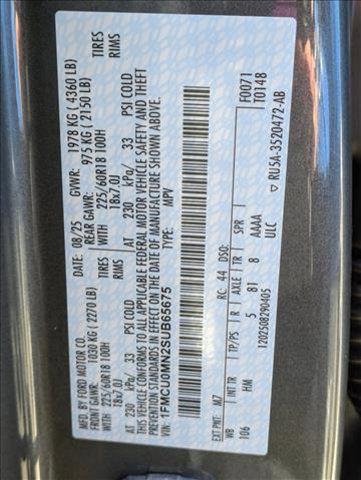 MFD. BY FORD MOTOR CO.
DATE: 08/25 GVWR: 1978 KG ( 4360 LB)
FRONT GAWR: 1030 KG ( 2270 LB) REAR GAWR: 975 KG ( 2150 LB)
WITH 225/60R18 100H TIRES WITH 225/60R18 100H TIRES
18x7.0J RIMS 18x7.0J RIMS
AT 230 kPa/ 33 PSI COLD AT 230 kPa/ 33 PSI COLD
THIS VEHICLE CONFORMS TO ALL APPLICABLE FEDERAL MOTOR VEHICLE SAFETY AND THEFT
PREVENTION STANDARDS IN EFFECT ON THE DATE OF MANUFACTURE SHOWN ABOVE.
VIN: 1FMCU0MN2SUB65675 TYPE: MPV
F0071
T0148
EXT PNT: M7 RC: 44 DSO:
WB INT TR TP/PS R AXLE TR SPR
106 HM 5 81 8 AAAA
ULC
1202508290405
▽ RU5A-3520472-AB